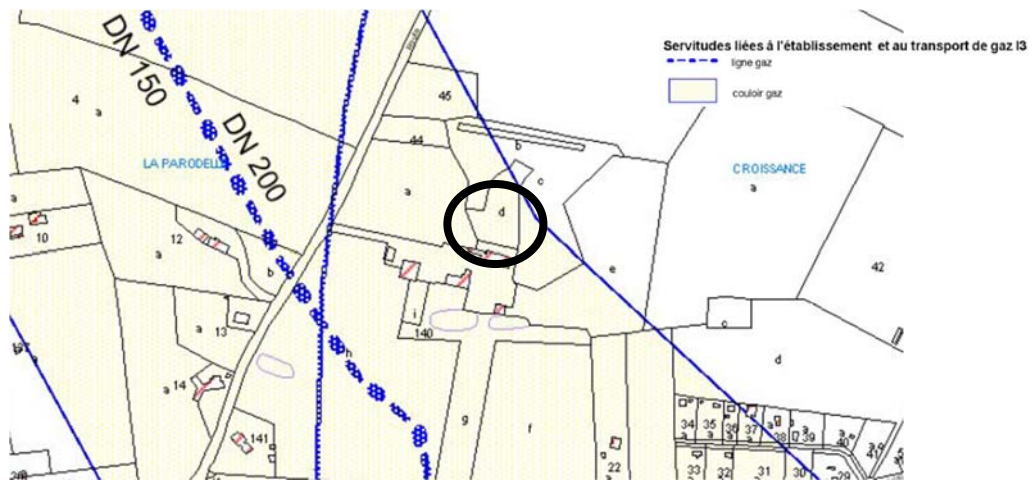 Servitudes liées à l'établissement et au transport de gaz I3
ligne gaz
couloir gaz
DN 150
DN 200
4
a
45
44
b
c
LA PARODELLE
CROISSANCE
a
a
a
d
10
12
a
b
e
42
i
140
c
a
13
h
d
a
14
141
g
f
34
35
36
37
38
39
40
41
a
a
a
a
22
33
32
31
30
29